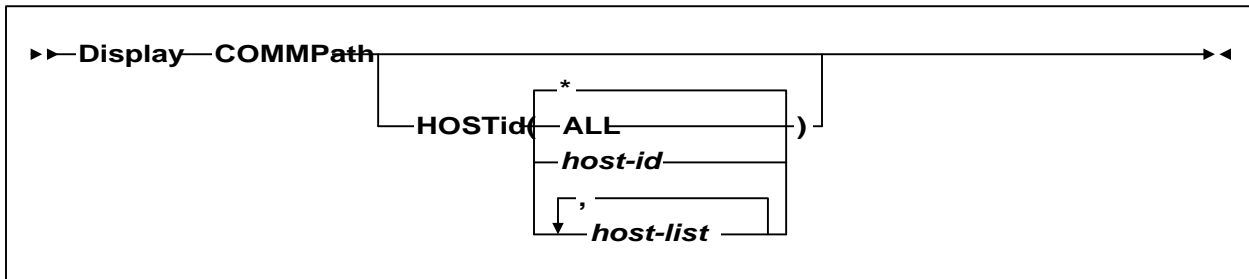 Display COMMPath
*
HOSTid( ALL )
host-id
,
host-list